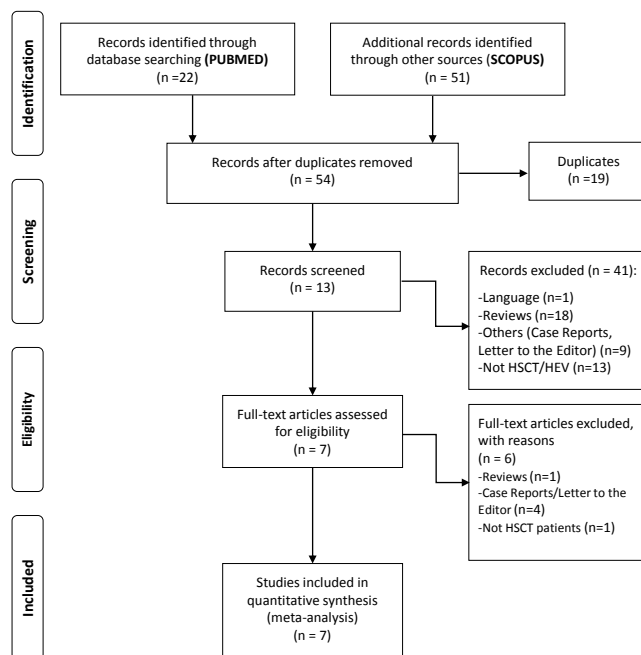 Identification
Records identified through
database searching (PUBMED)
(n =22)
Additional records identified
through other sources (SCOPUS)
(n = 51)
Records after duplicates removed
(n = 54)
Duplicates
(n =19)
Screening
Records screened
(n = 13)
Records excluded (n = 41):
-Language (n=1)
-Reviews (n=18)
-Others (Case Reports,
Letter to the Editor) (n=9)
-Not HSCT/HEV (n=13)
Eligibility
Full-text articles assessed
for eligibility
(n = 7)
Full-text articles excluded,
with reasons
(n = 6)
-Reviews (n=1)
-Case Reports/Letter to the
Editor (n=4)
-Not HSCT patients (n=1)
Included
Studies included in
quantitative synthesis
(meta-analysis)
(n = 7)